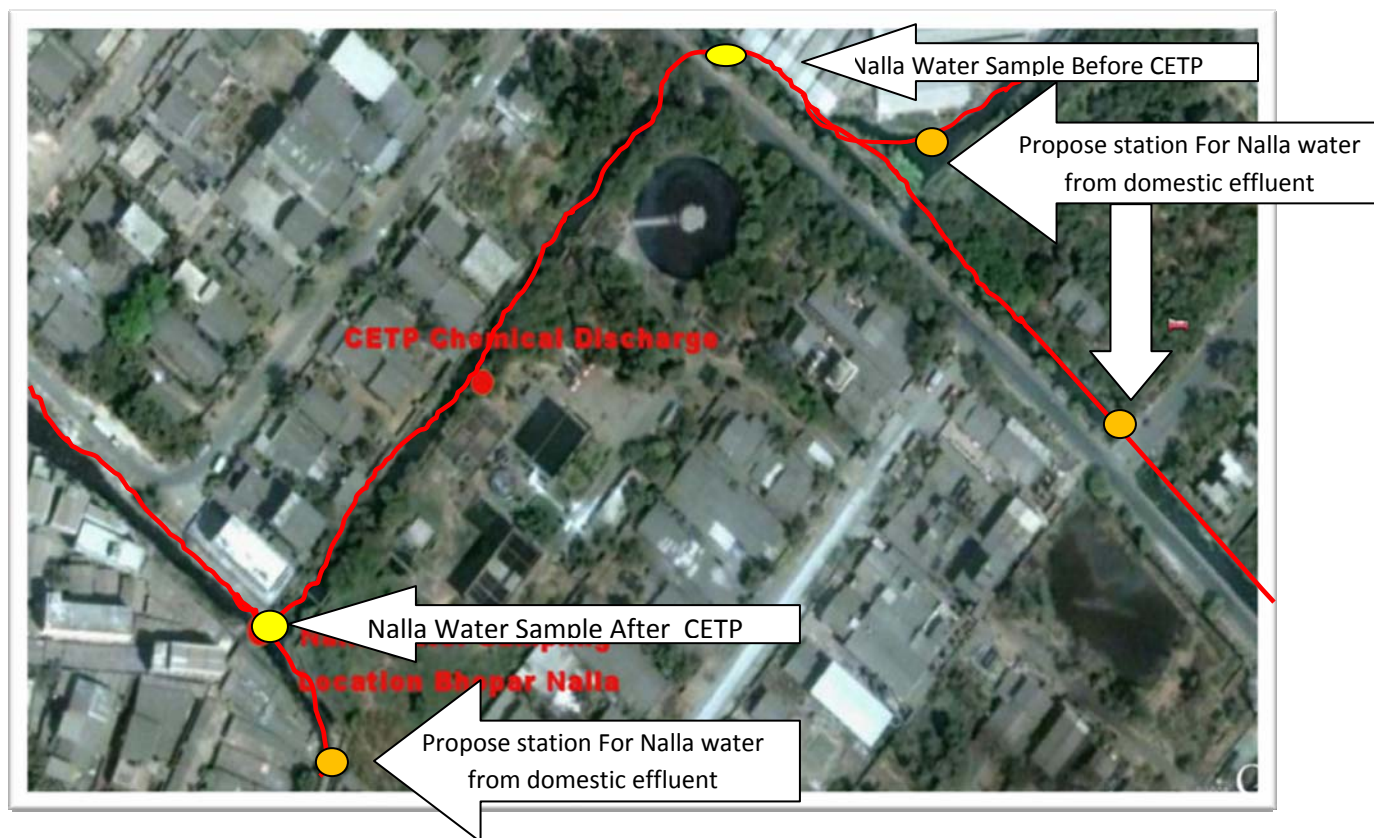 Nalla Water Sample Before CETP
Propose station For Nalla water
from domestic effluent
CETP Chemical Discharge
Nalla Water Sample After CETP
Location Bhopar Nalla
Propose station For Nalla water
from domestic effluent